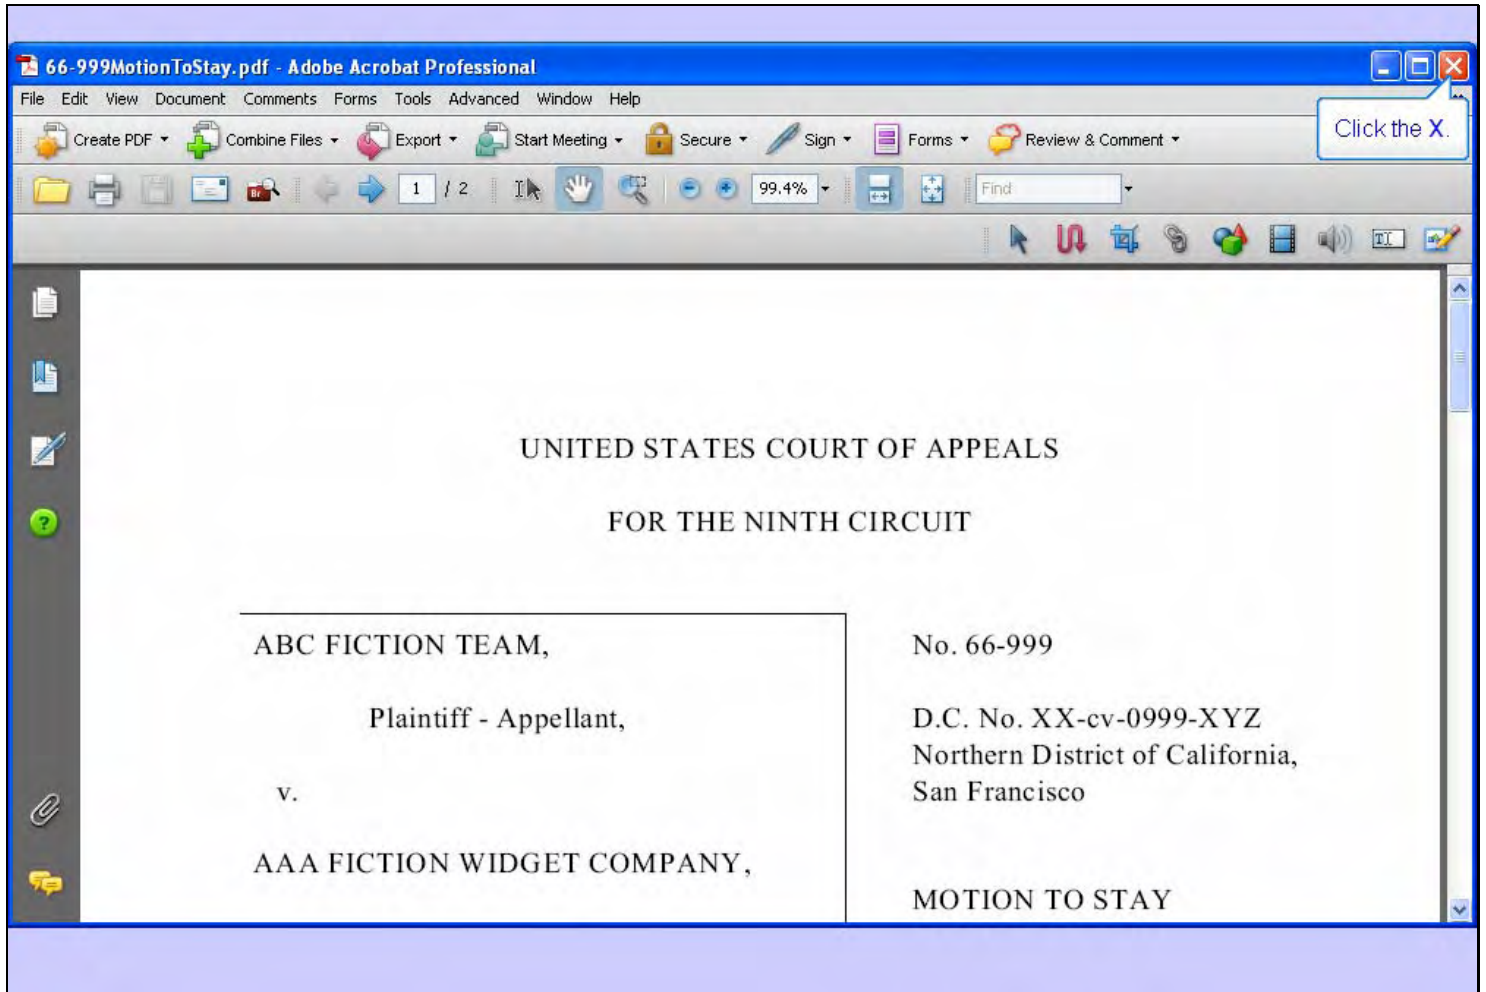 66-999MotionToStay.pdf - Adobe Acrobat Professional
File Edit View Document Comments Forms Tools Advanced Window Help
Click the X.
Create PDF Combine Files Export Start Meeting Secure Sign Forms Review & Comment
1 / 2 99.4% Find
UNITED STATES COURT OF APPEALS
FOR THE NINTH CIRCUIT
ABC FICTION TEAM,
No. 66-999
Plaintiff - Appellant,
D.C. No. XX-cv-0999-XYZ
Northern District of California,
San Francisco
v.
AAA FICTION WIDGET COMPANY,
MOTION TO STAY